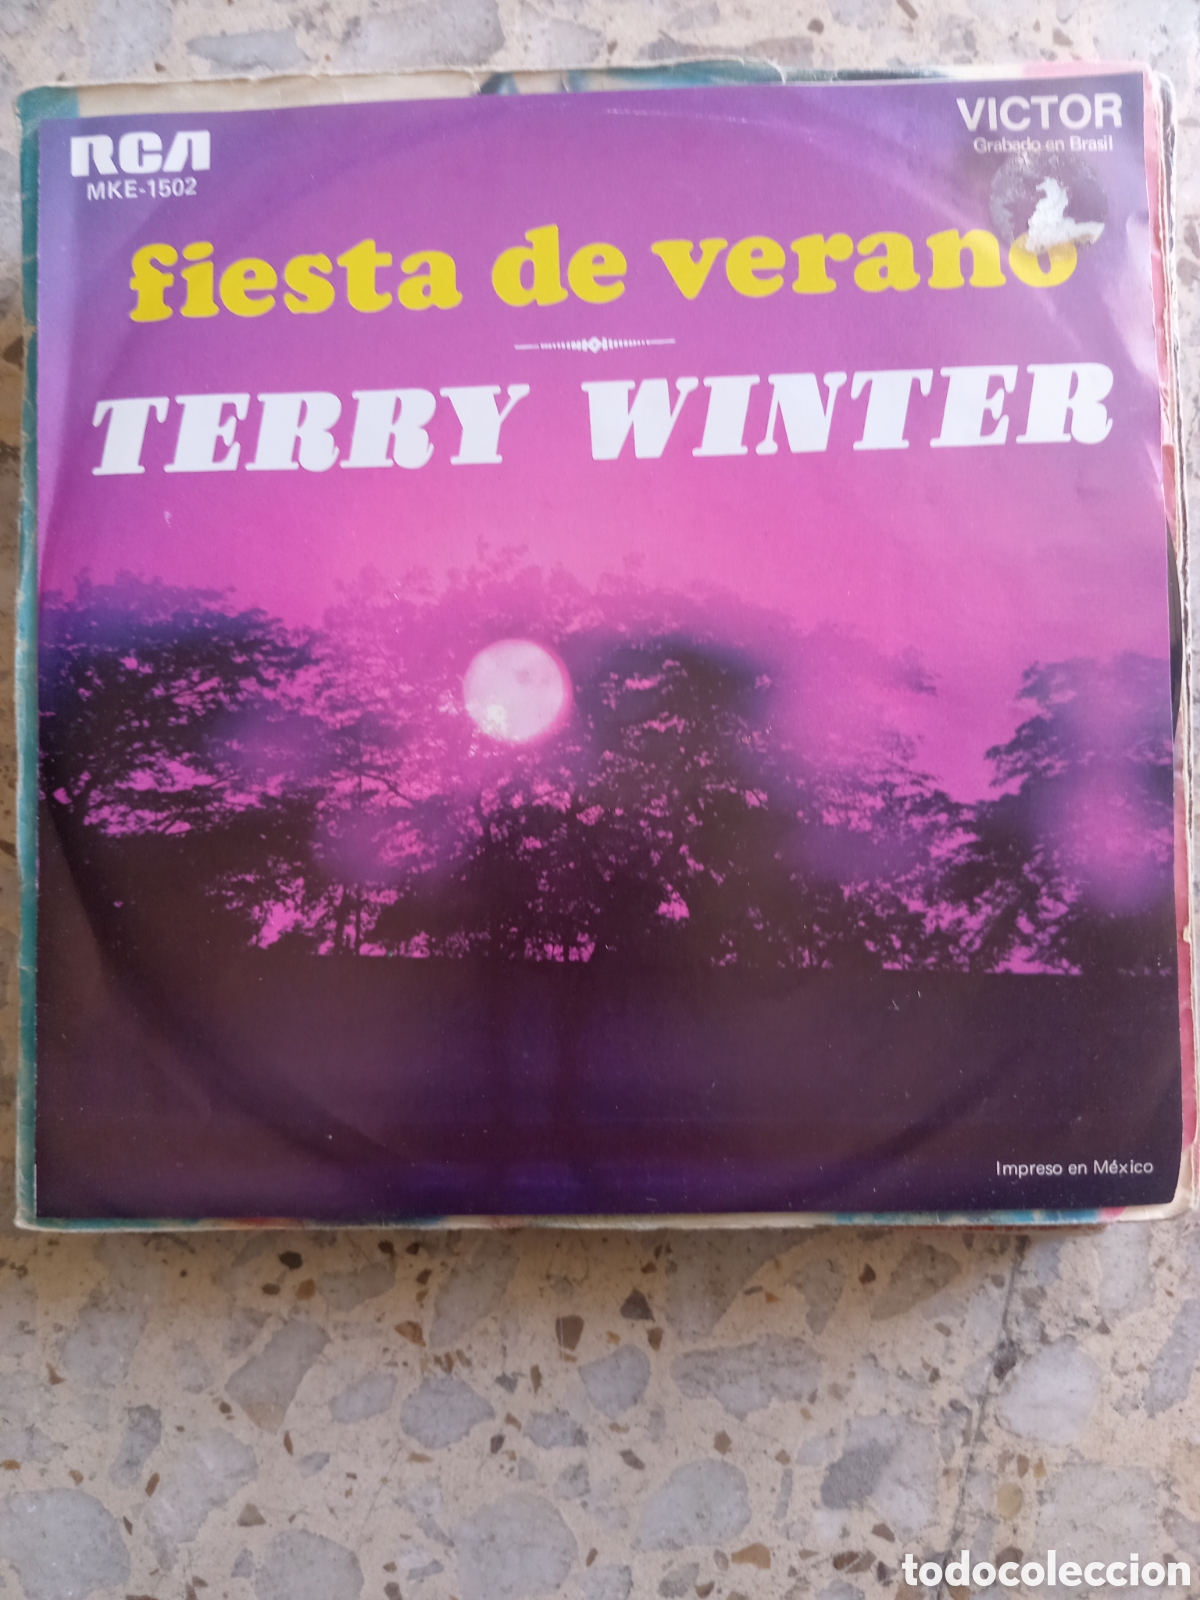 RCA
MKE-1502
VICTOR
Grabado en Brasil
fiesta de verano
TERRY WINTER
Impreso en México
todocoleccion